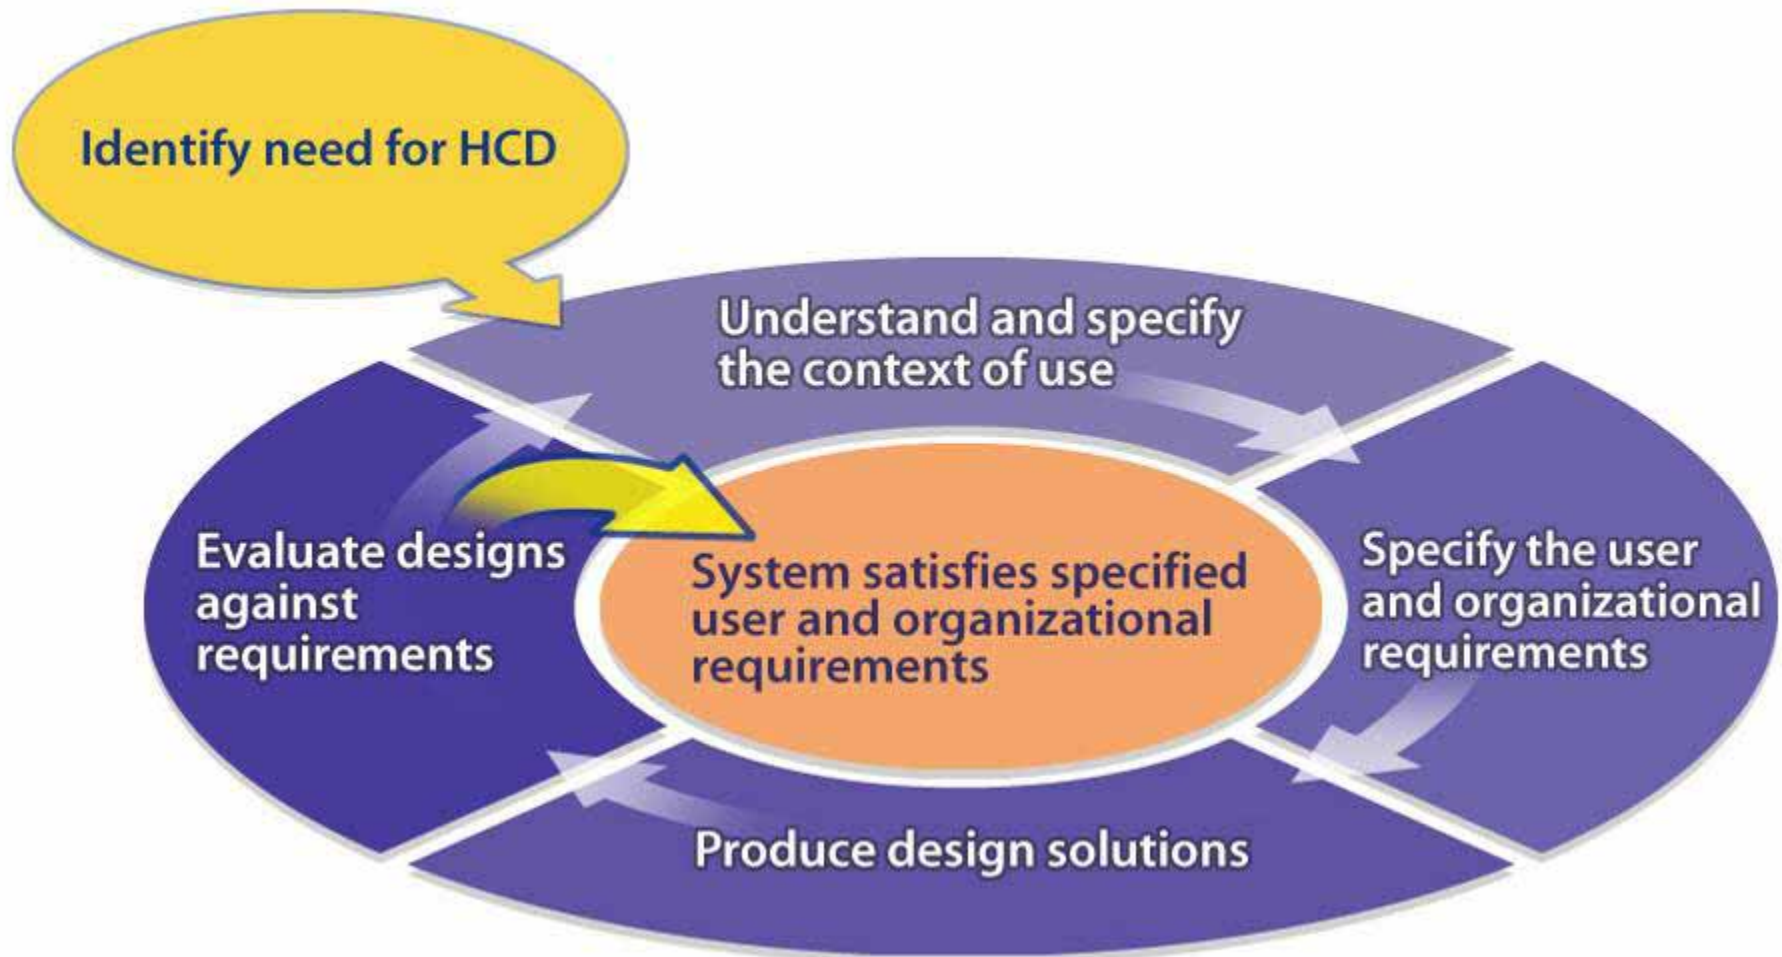 Identify need for HCD
Understand and specify
the context of use
Specify the user
and organizational
requirements
Produce design solutions
Evaluate designs
against
requirements
System satisfies specified
user and organizational
requirements